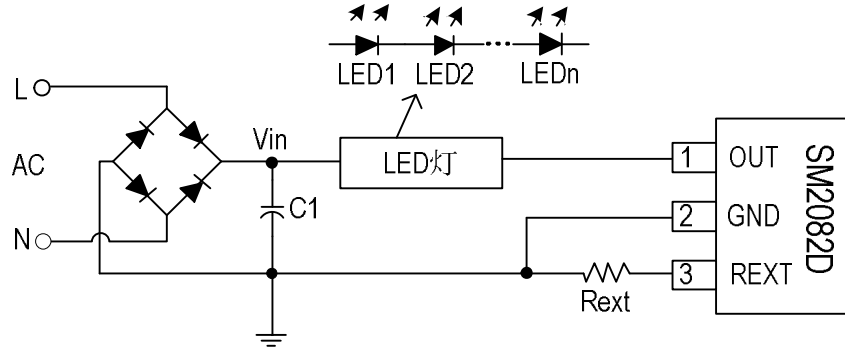 LED1 LED2 LEDn
L
Vin
AC
LED灯
1 OUT
C1
2 GND
N
3 REXT
Rext
SM2082D